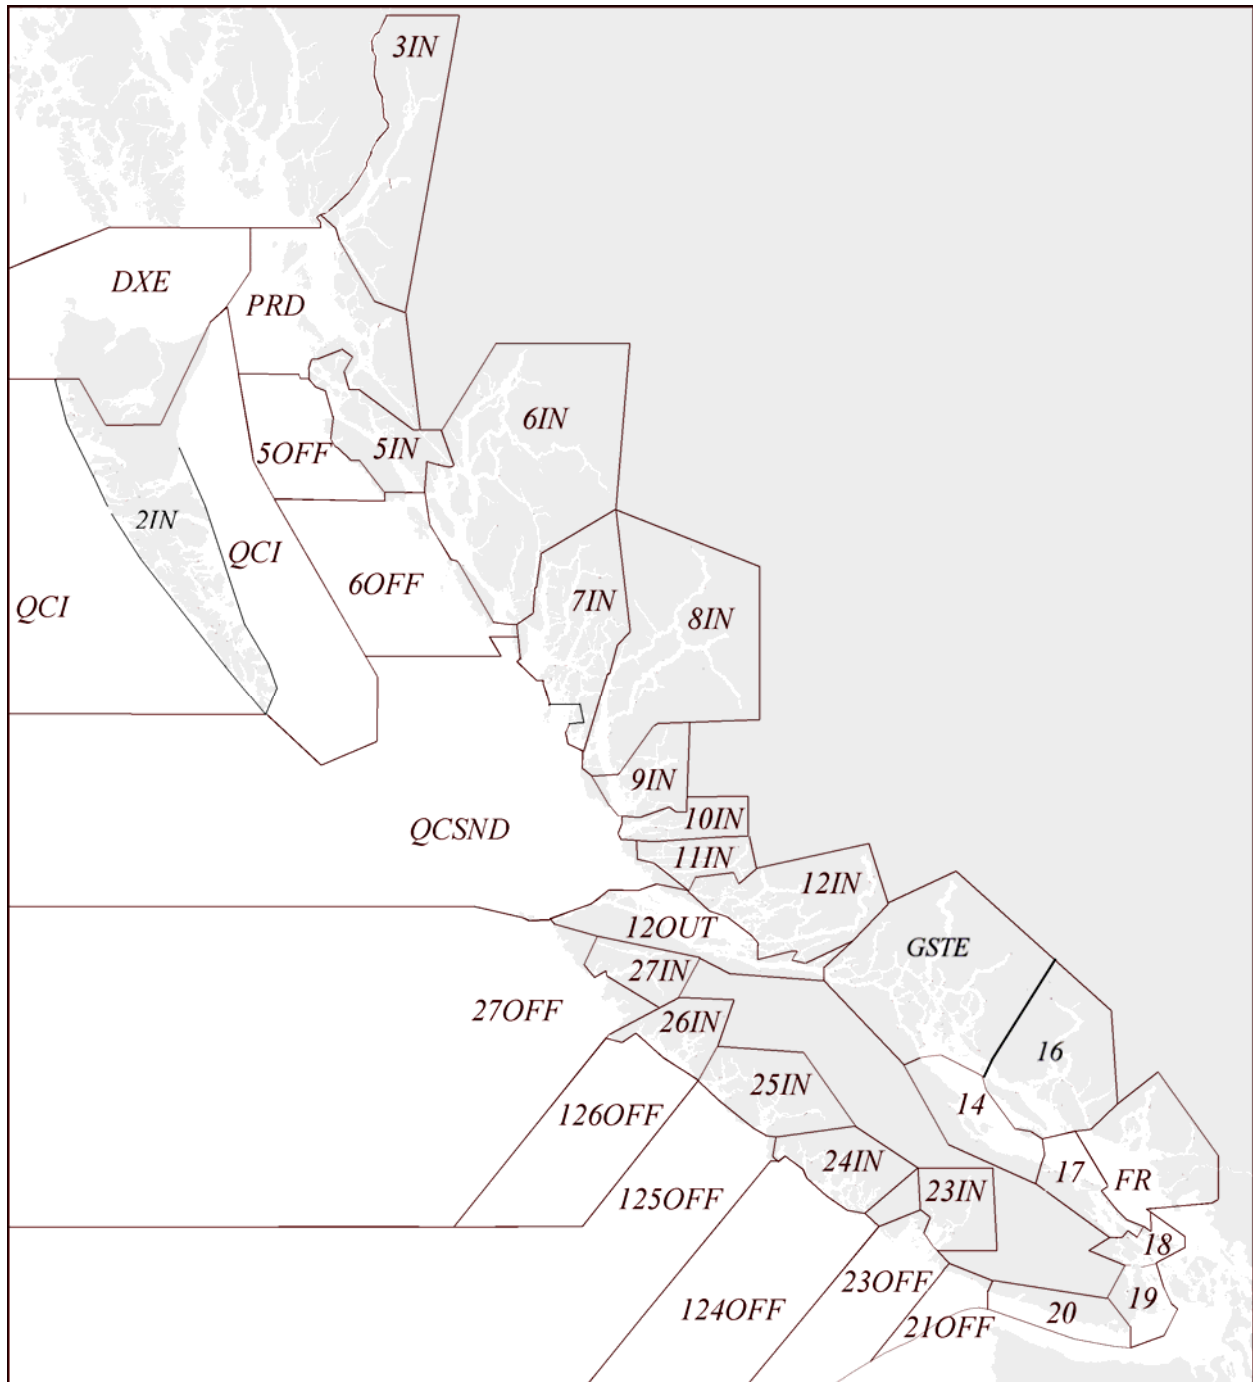 3IN
DXE
PRD
6IN
5IN
5OFF
2IN
QCI
6OFF
7IN
QCI
8IN
9IN
10IN
QCSND
11IN
12IN
12OUT
GSTE
27IN
27OFF
26IN
16
25IN
14
126OFF
24IN
17
FR
125OFF
23IN
18
23OFF
19
124OFF
20
21OFF